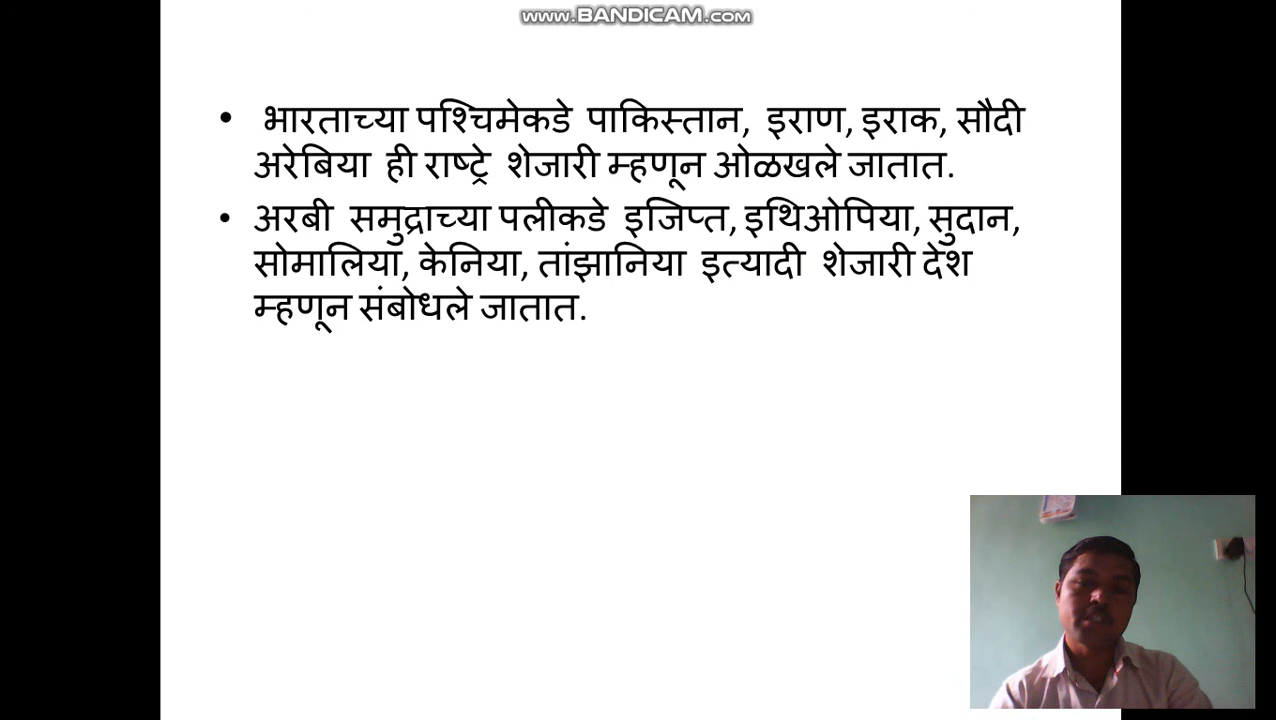 www.BANDICAM.com
• भारताच्या पश्चिमेकडे पाकिस्तान, इराण, इराक, सौदी
अरेबिया ही राष्ट्रे शेजारी म्हणून ओळखले जातात.
• अरबी समुद्राच्या पलीकडे इजिप्त, इथिओपिया, सुदान,
सोमालिया, केनिया, तांझानिया इत्यादी शेजारी देश
म्हणून संबोधले जातात.